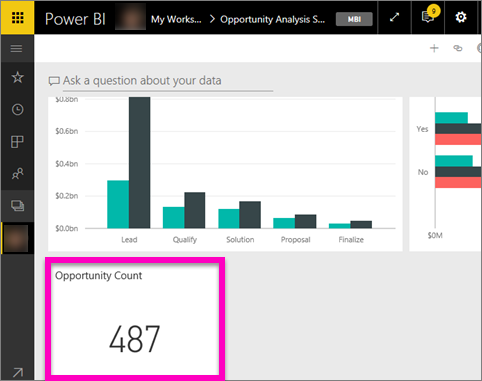 Power BI My Works... > Opportunity Analysis S... MBI 9
Ask a question about your data
$0.8bn
$0.6bn
$0.4bn
$0.2bn
$0.0bn
Lead Qualify Solution Proposal Finalize
Yes
No
$0M
Opportunity Count
487